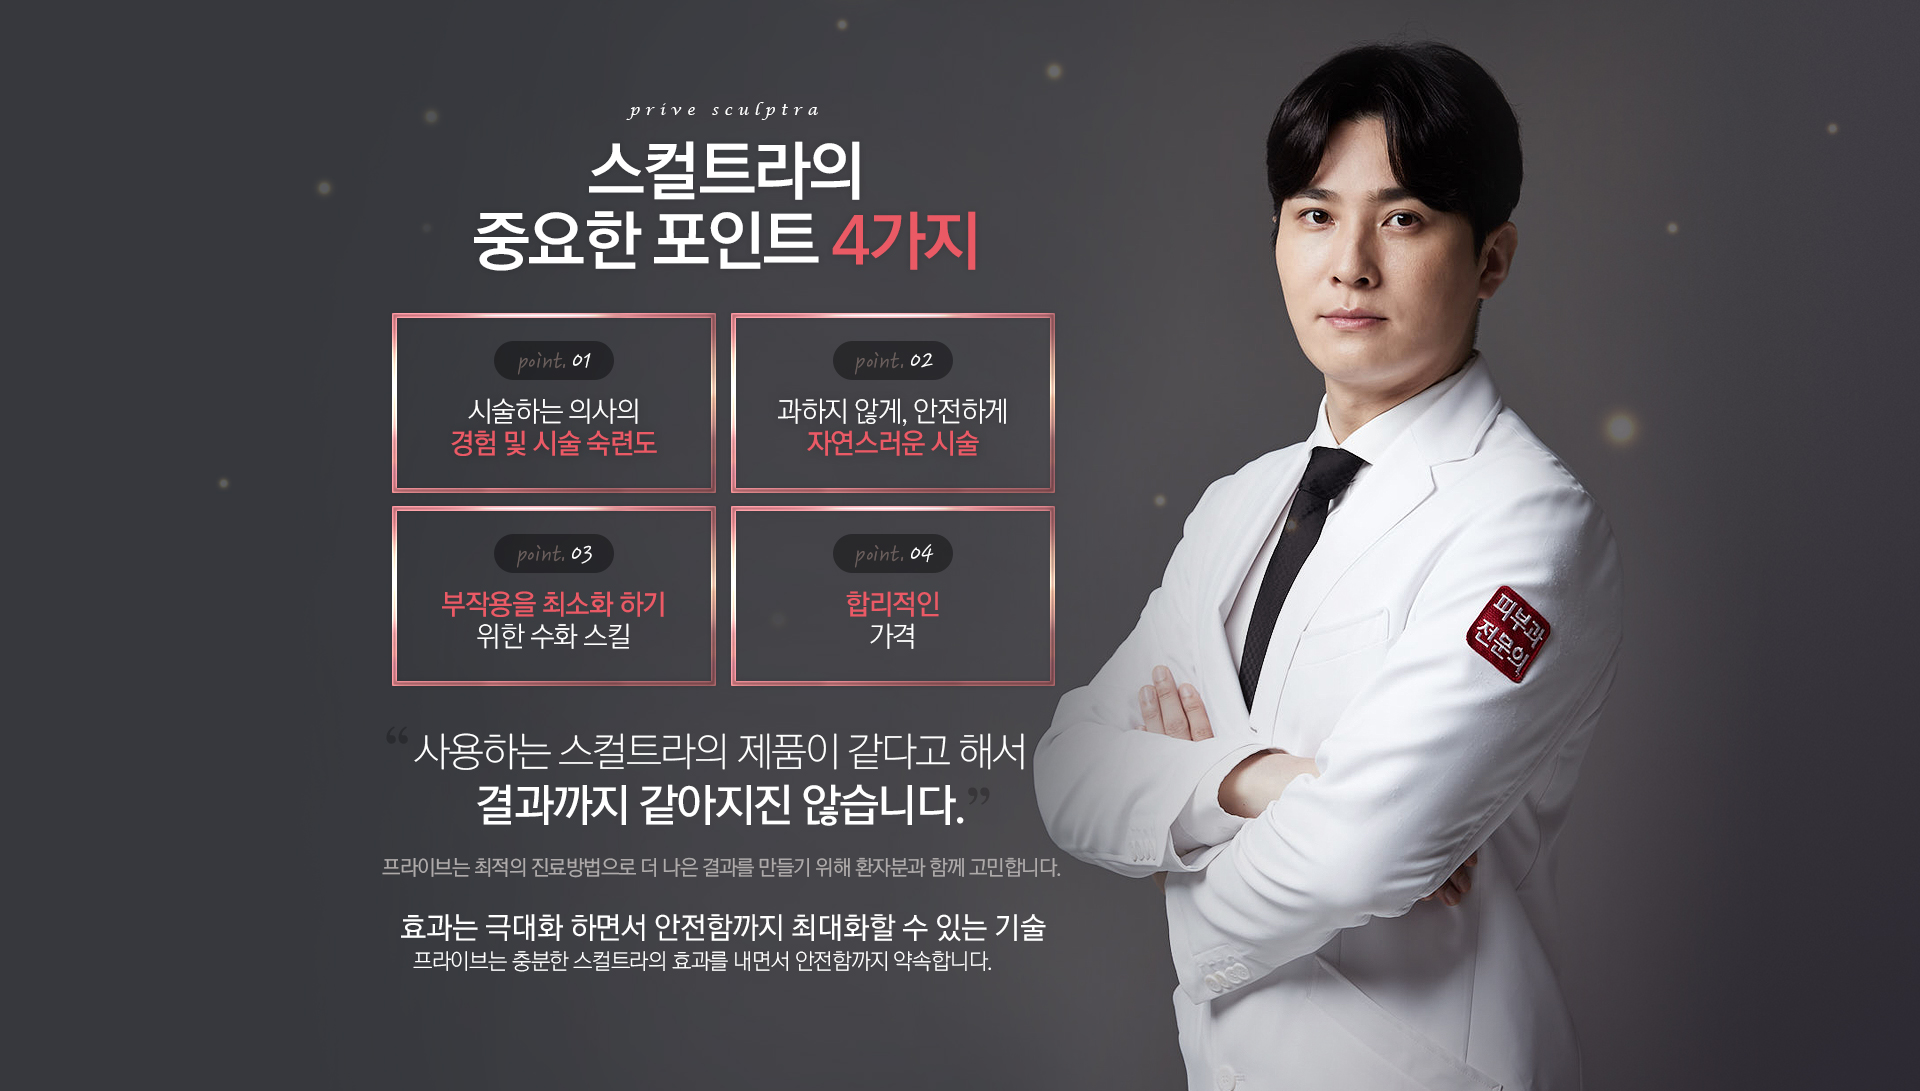 prive sculptra
스컬트라의
중요한 포인트 4가지
point. 01
시술하는 의사의
경험 및 시술 숙련도
point. 02
과하지 않게, 안전하게
자연스러운 시술
point. 03
부작용을 최소화 하기
위한 수화 스킬
point. 04
합리적인
가격
“사용하는 스컬트라의 제품이 같다고 해서
결과까지 같아지진 않습니다.”
프라이브는 최적의 진료방법으로 더 나은 결과를 만들기 위해 환자분과 함께 고민합니다.
효과는 극대화 하면서 안전함까지 최대화할 수 있는 기술
프라이브는 충분한 스컬트라의 효과를 내면서 안전함까지 약속합니다.
피부과
전문의